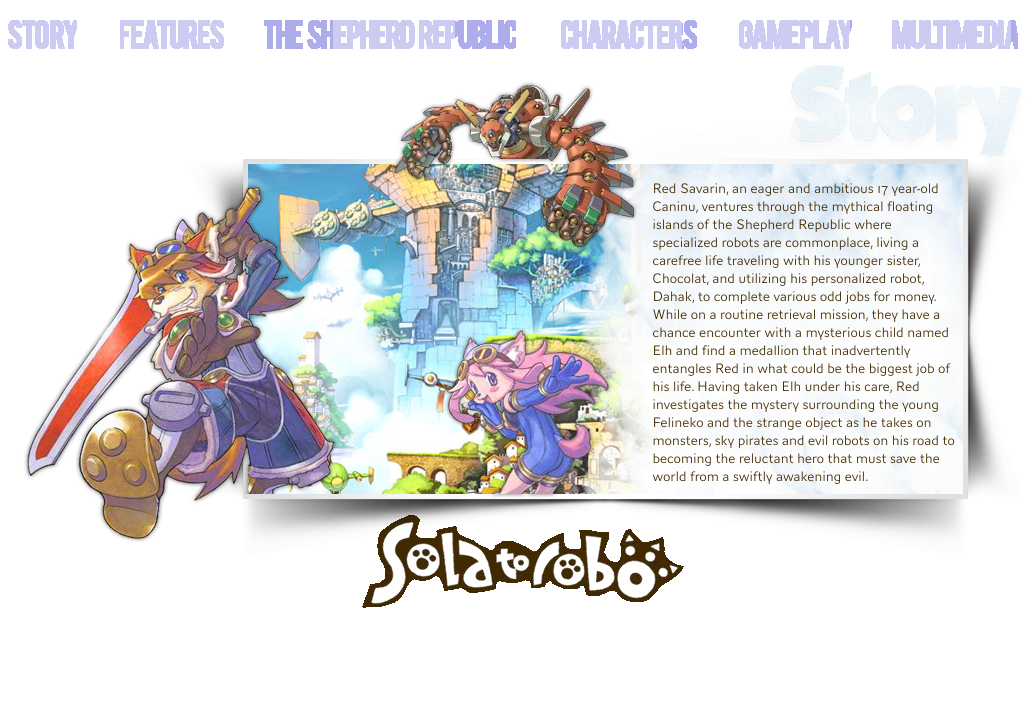 STORY FEATURES THE SHEPHERD REPUBLIC CHARACTERS GAMEPLAY MULTIMEDIA
Story
Red Savarin, an eager and ambitious 17 year-old
Caninu, ventures through the mythical floating
islands of the Shepherd Republic where
specialized robots are commonplace, living a
carefree life traveling with his younger sister,
Chocolat, and utilizing his personalized robot,
Dahak, to complete various odd jobs for money.
While on a routine retrieval mission, they have a
chance encounter with a mysterious child named
Elh and find a medallion that inadvertently
entangles Red in what could be the biggest job of
his life. Having taken Elh under his care, Red
investigates the mystery surrounding the young
Felineko and the strange object as he takes on
monsters, sky pirates and evil robots on his road to
becoming the reluctant hero that must save the
world from a swiftly awakening evil.
Solatorobo